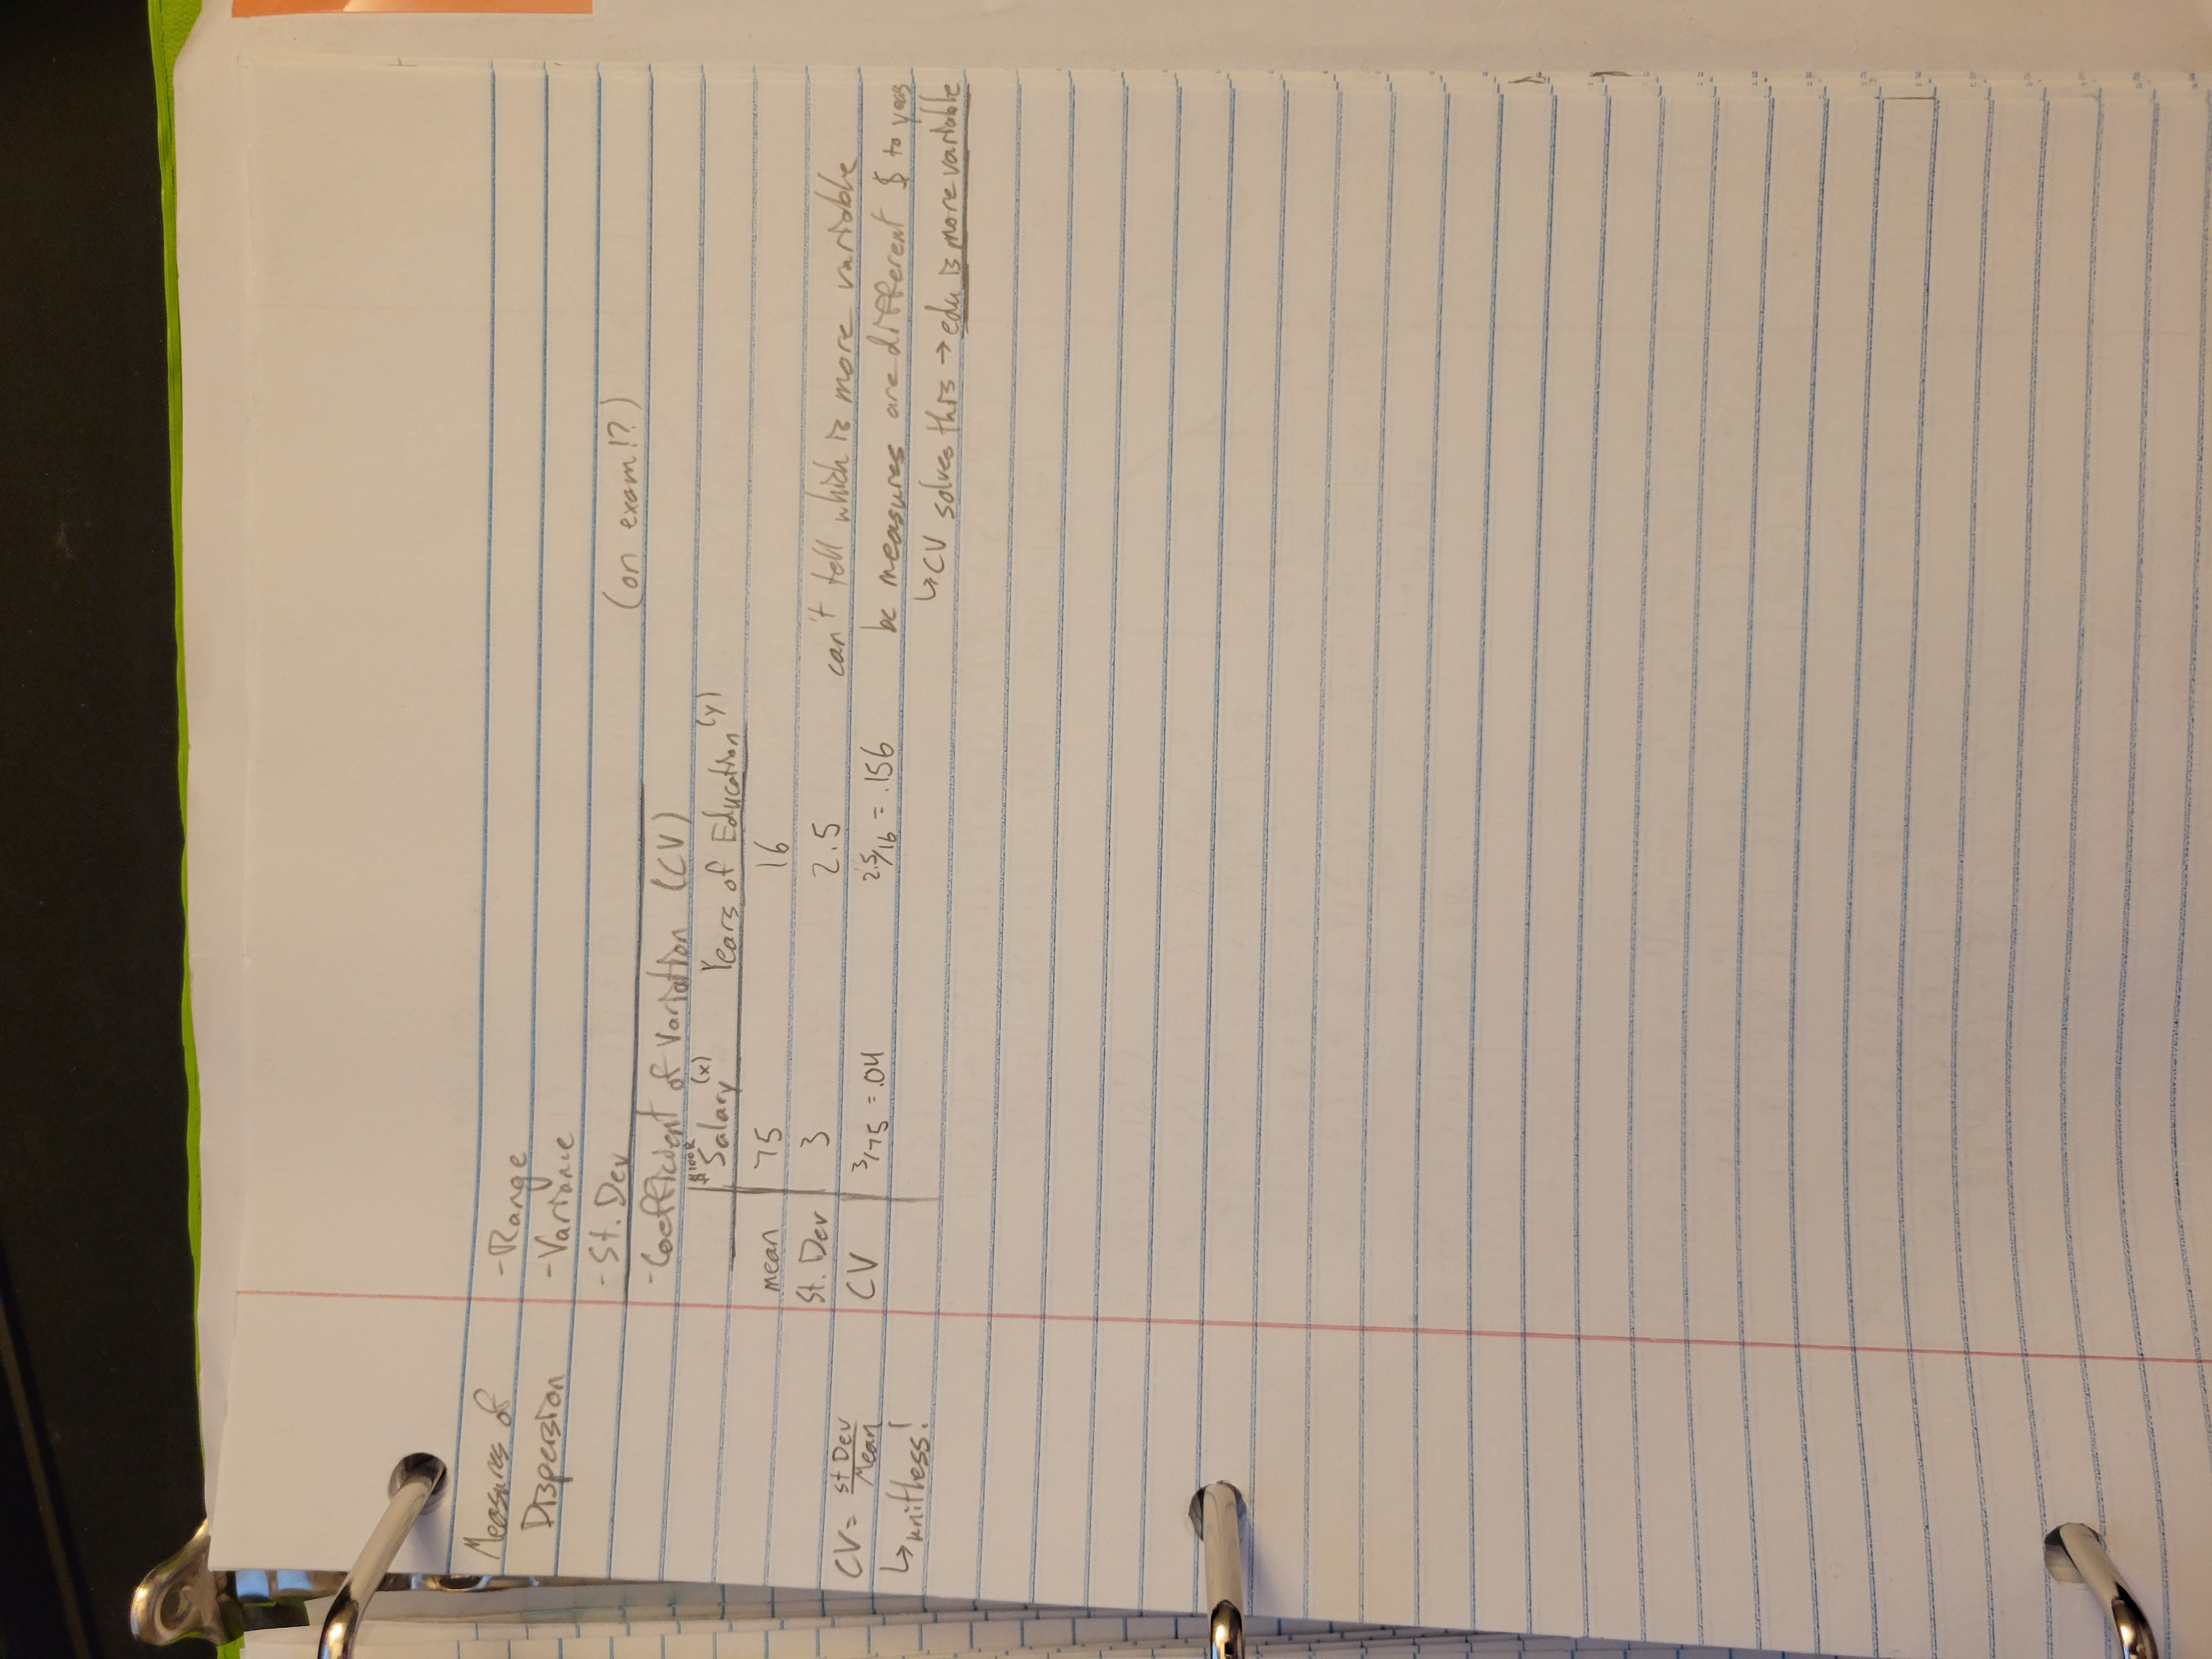 Measures of
Dispersion
-Range
-Variance
-St. Dev
(on exam!?)
-Coefficient of Variation (CV)
Salary (x) Years of Education (y)
mean 75 16
St. Dev 3 2.5 can't tell which is more variable
CV = St Dev / Mean
↳ unitless!
CV 3/75 = .04 2.5/16 = .156 bc measures are different $ to years
↳ CV solves this → edu is more variable